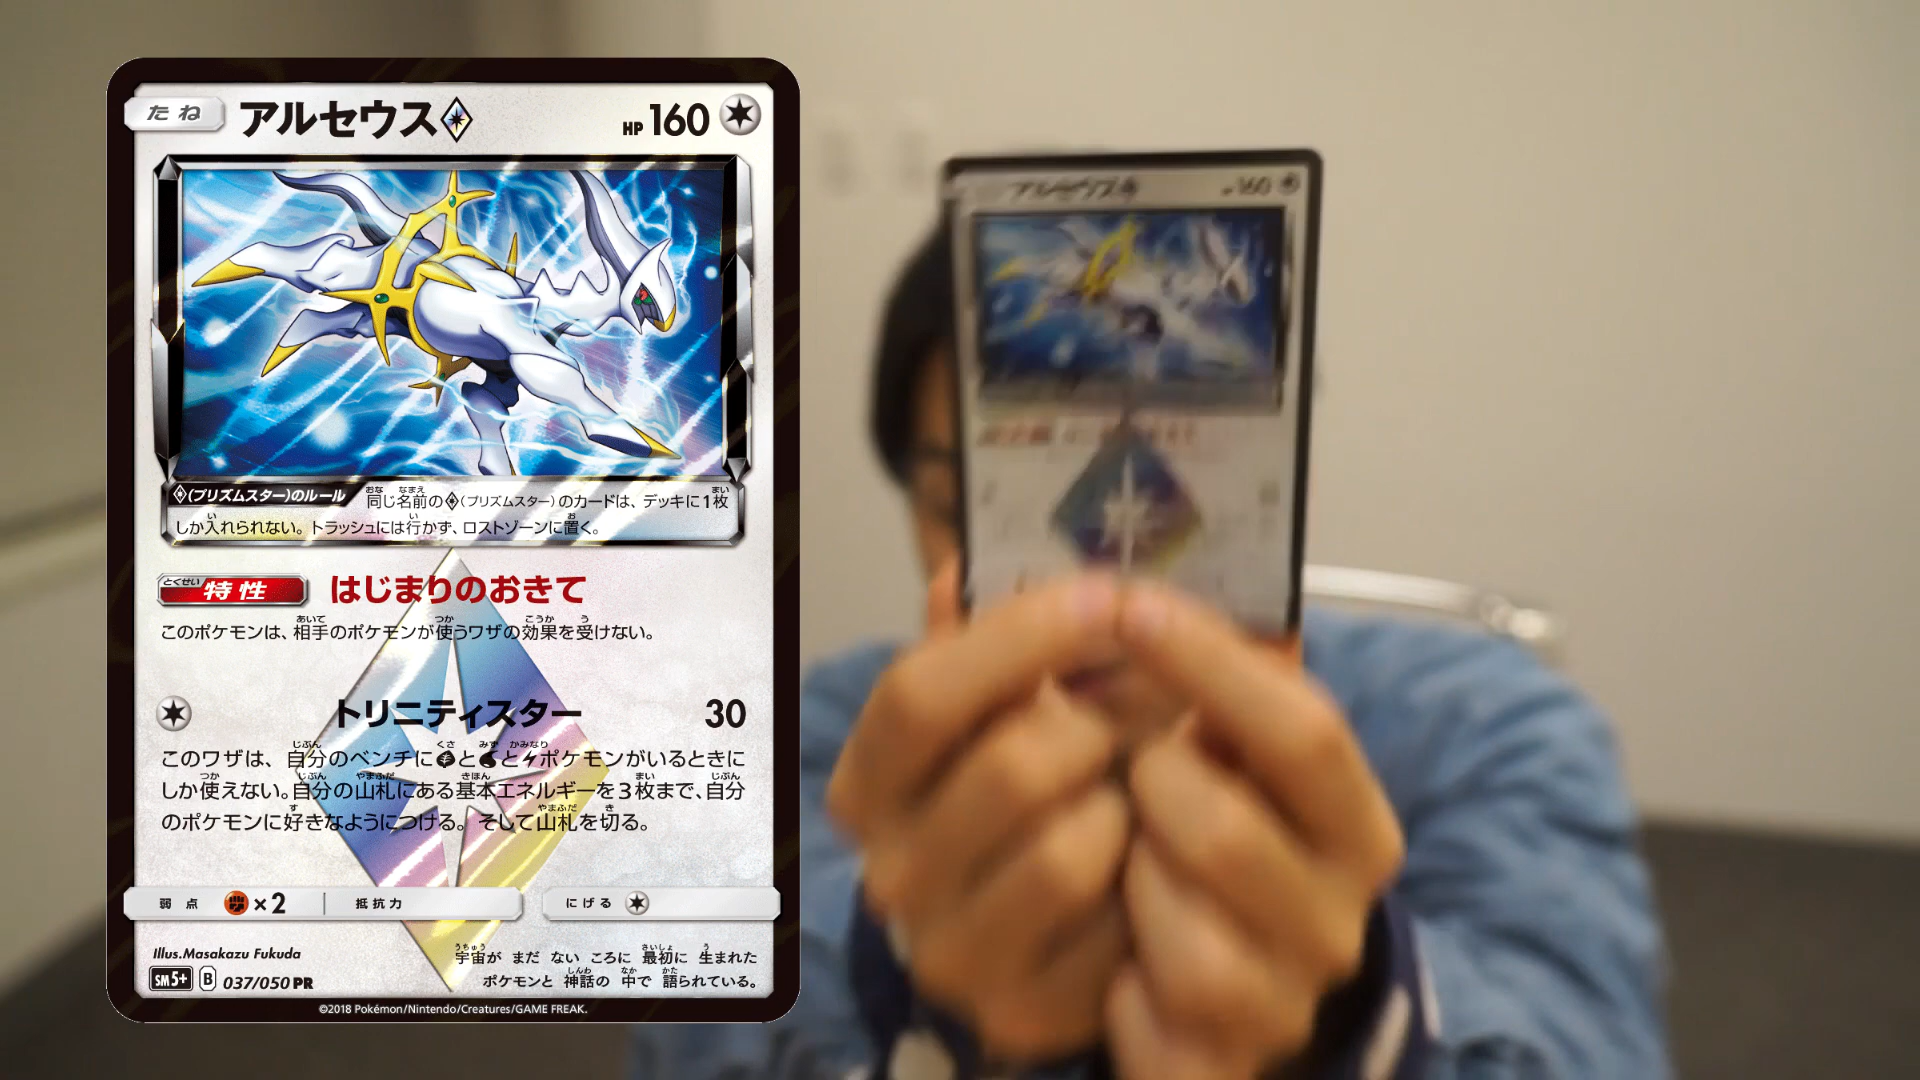 たね アルセウス◇ HP 160
◇(プリズムスター)のルール 同じ名前の◇(プリズムスター)のカードは、デッキに1枚
しか入れられない。トラッシュには行かず、ロストゾーンに置く。
特性 はじまりのおきて
このポケモンは、相手のポケモンが使うワザの効果を受けない。
トリニティスター 30
このワザは、自分のベンチにとととポケモンがいるときに
しか使えない。自分の山札にある基本エネルギーを3枚まで、自分
のポケモンに好きなようにつける。そして山札を切る。
弱点 ×2 抵抗力 にげる
Illus.Masakazu Fukuda
宇宙が まだ ない ころに 最初に 生まれた
ポケモンと 神話の 中で 語られている。
SM5+ B 037/050 PR
©2018 Pokémon/Nintendo/Creatures/GAME FREAK.
アルセウス 160